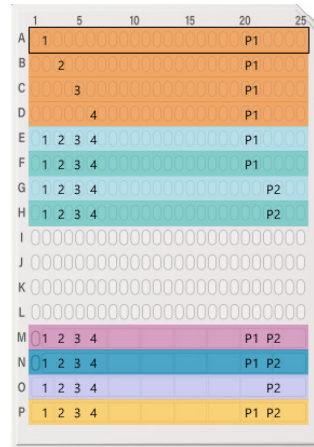 1 5 10 15 20 25
A 1 P1
B 2 P1
C 3 P1
D 4 P1
E 1 2 3 4 P1
F 1 2 3 4 P1
G 1 2 3 4 P2
H 1 2 3 4 P2
I
J
K
L
M 1 2 3 4 P1 P2
N 1 2 3 4 P1 P2
O 1 2 3 4 P2
P 1 2 3 4 P1 P2